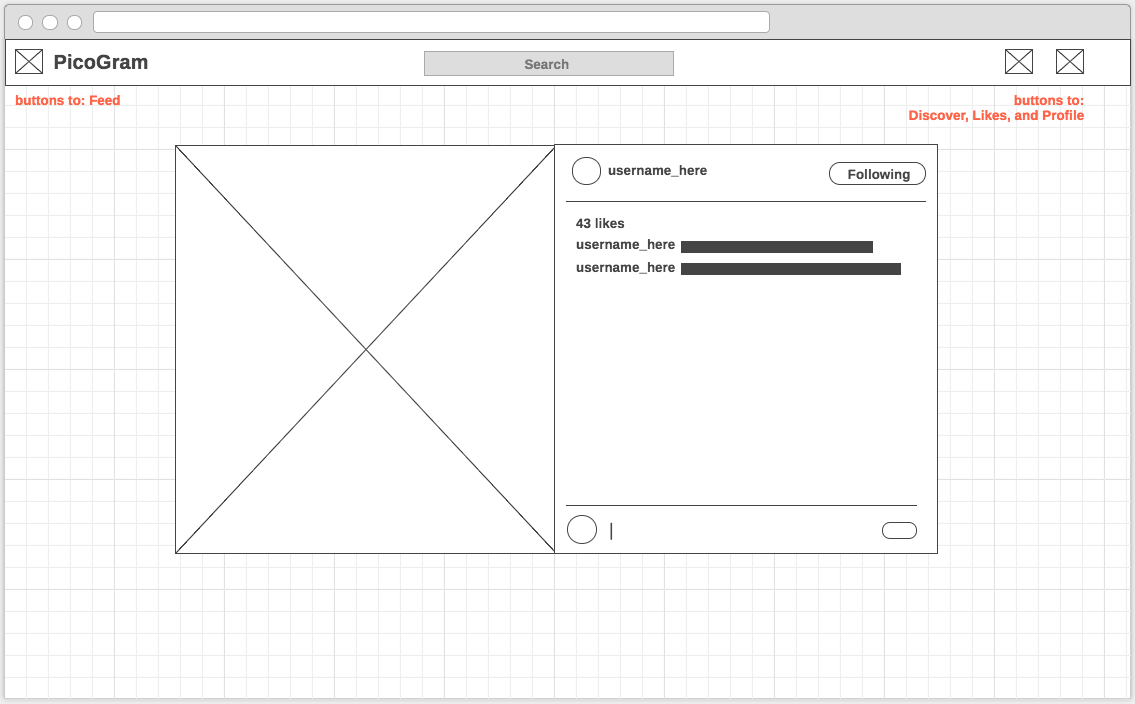 PicoGram
Search
buttons to: Feed
buttons to:
Discover, Likes, and Profile
username_here
Following
43 likes
username_here
username_here